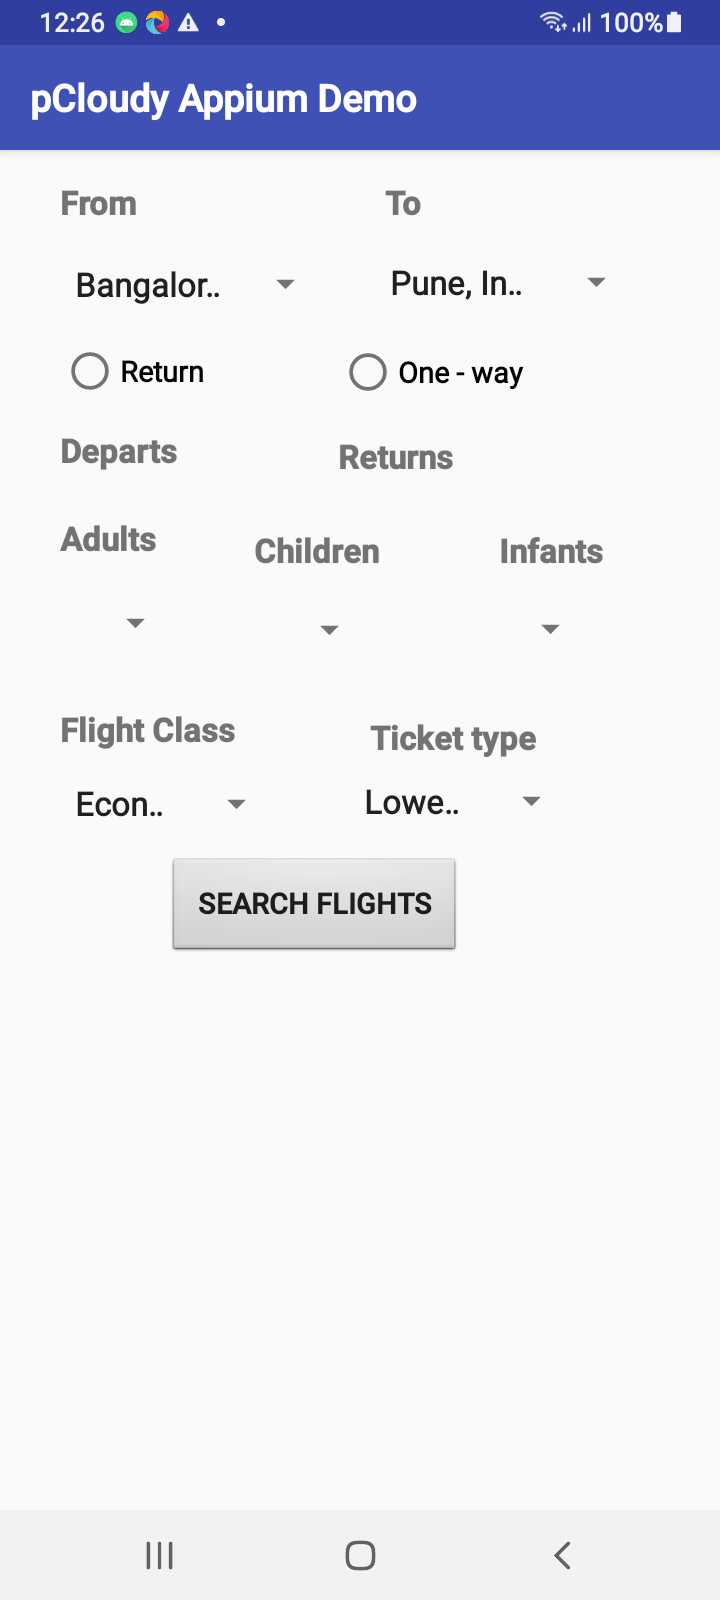 12:26 100%
pCloudy Appium Demo
From To
Bangalor.. Pune, In..
Return One - way
Departs Returns
Adults Children Infants
Flight Class Ticket type
Econ.. Lowe..
SEARCH FLIGHTS